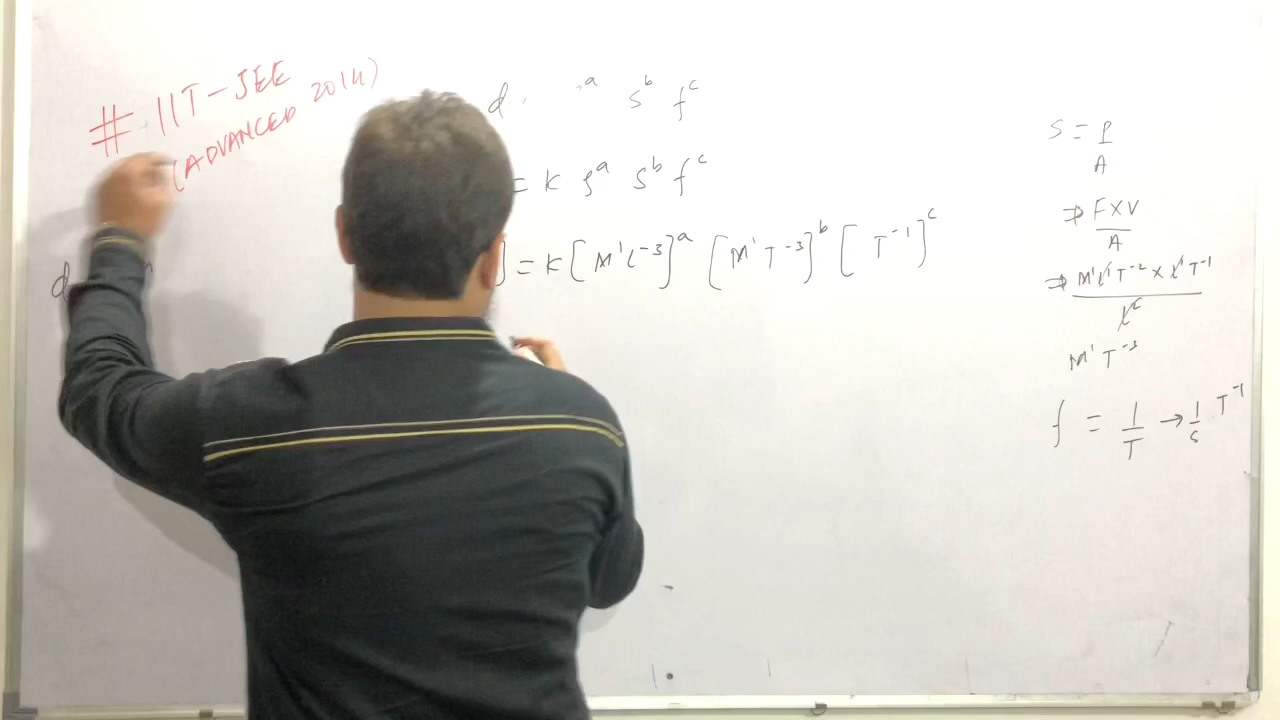 # IIT-JEE
(ADVANCED 2014)
d a S^b f^c
= K ρ^a S^b f^c
d
] = K [M^1 L^-3]^a [M^1 T^-3]^b [T^-1]^c
S = P/A
⇒ F×V/A
⇒ M^1 L^1 T^-2 × L^1 T^-1 / L^2
M^1 T^-3
f = 1/T → 1/s T^-1